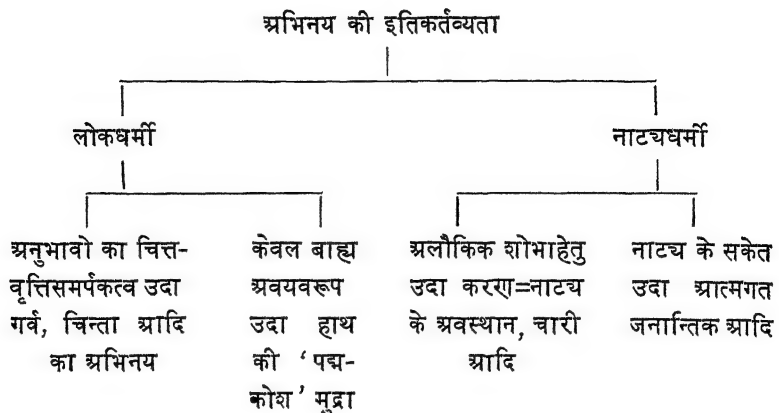 अभिनय की इतिकर्तव्यता
लोकधर्मी
नाट्यधर्मी
अनुभावो का चित्त-
वृत्तिसमर्पकत्व उदा
गर्व, चिन्ता आदि
का अभिनय
केवल बाह्य
अवयवरूप
उदा हाथ
की ‘ पद्म-
कोश ’ मुद्रा
अलौकिक शोभाहेतु
उदा करण=नाट्य
के अवस्थान, चारी
आदि
नाट्य के सकेत
उदा आत्मगत
जनान्तिक आदि